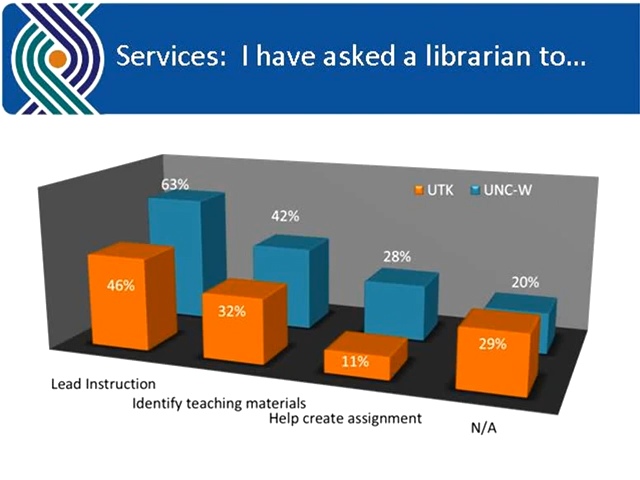 Services:  I have asked a librarian to...
UTK
UNC-W
63%
42%
28%
20%
46%
32%
11%
29%
Lead Instruction
Identify teaching materials
Help create assignment
N/A